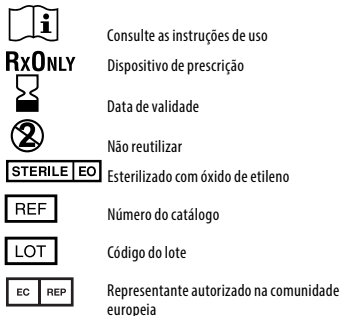 i Consulte as instruções de uso
RXONLY Dispositivo de prescrição
Data de validade
2 Não reutilizar
STERILE EO Esterilizado com óxido de etileno
REF Número do catálogo
LOT Código do lote
EC REP Representante autorizado na comunidade
europeia